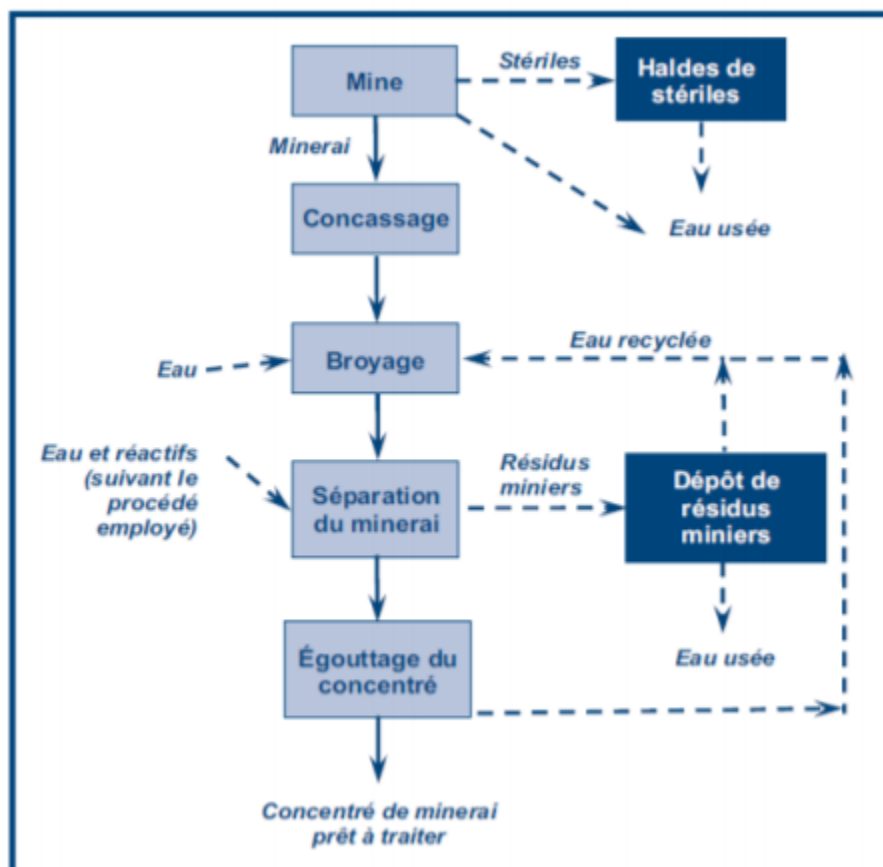 Mine
Stériles
Haldes de
stériles
Minerai
Concassage
Eau usée
Eau recyclée
Eau
Broyage
Eau et réactifs
(suivant le
procédé
employé)
Séparation
du minerai
Résidus
miniers
Dépôt de
résidus
miniers
Égouttage du
concentré
Eau usée
Concentré de minerai
prêt à traiter